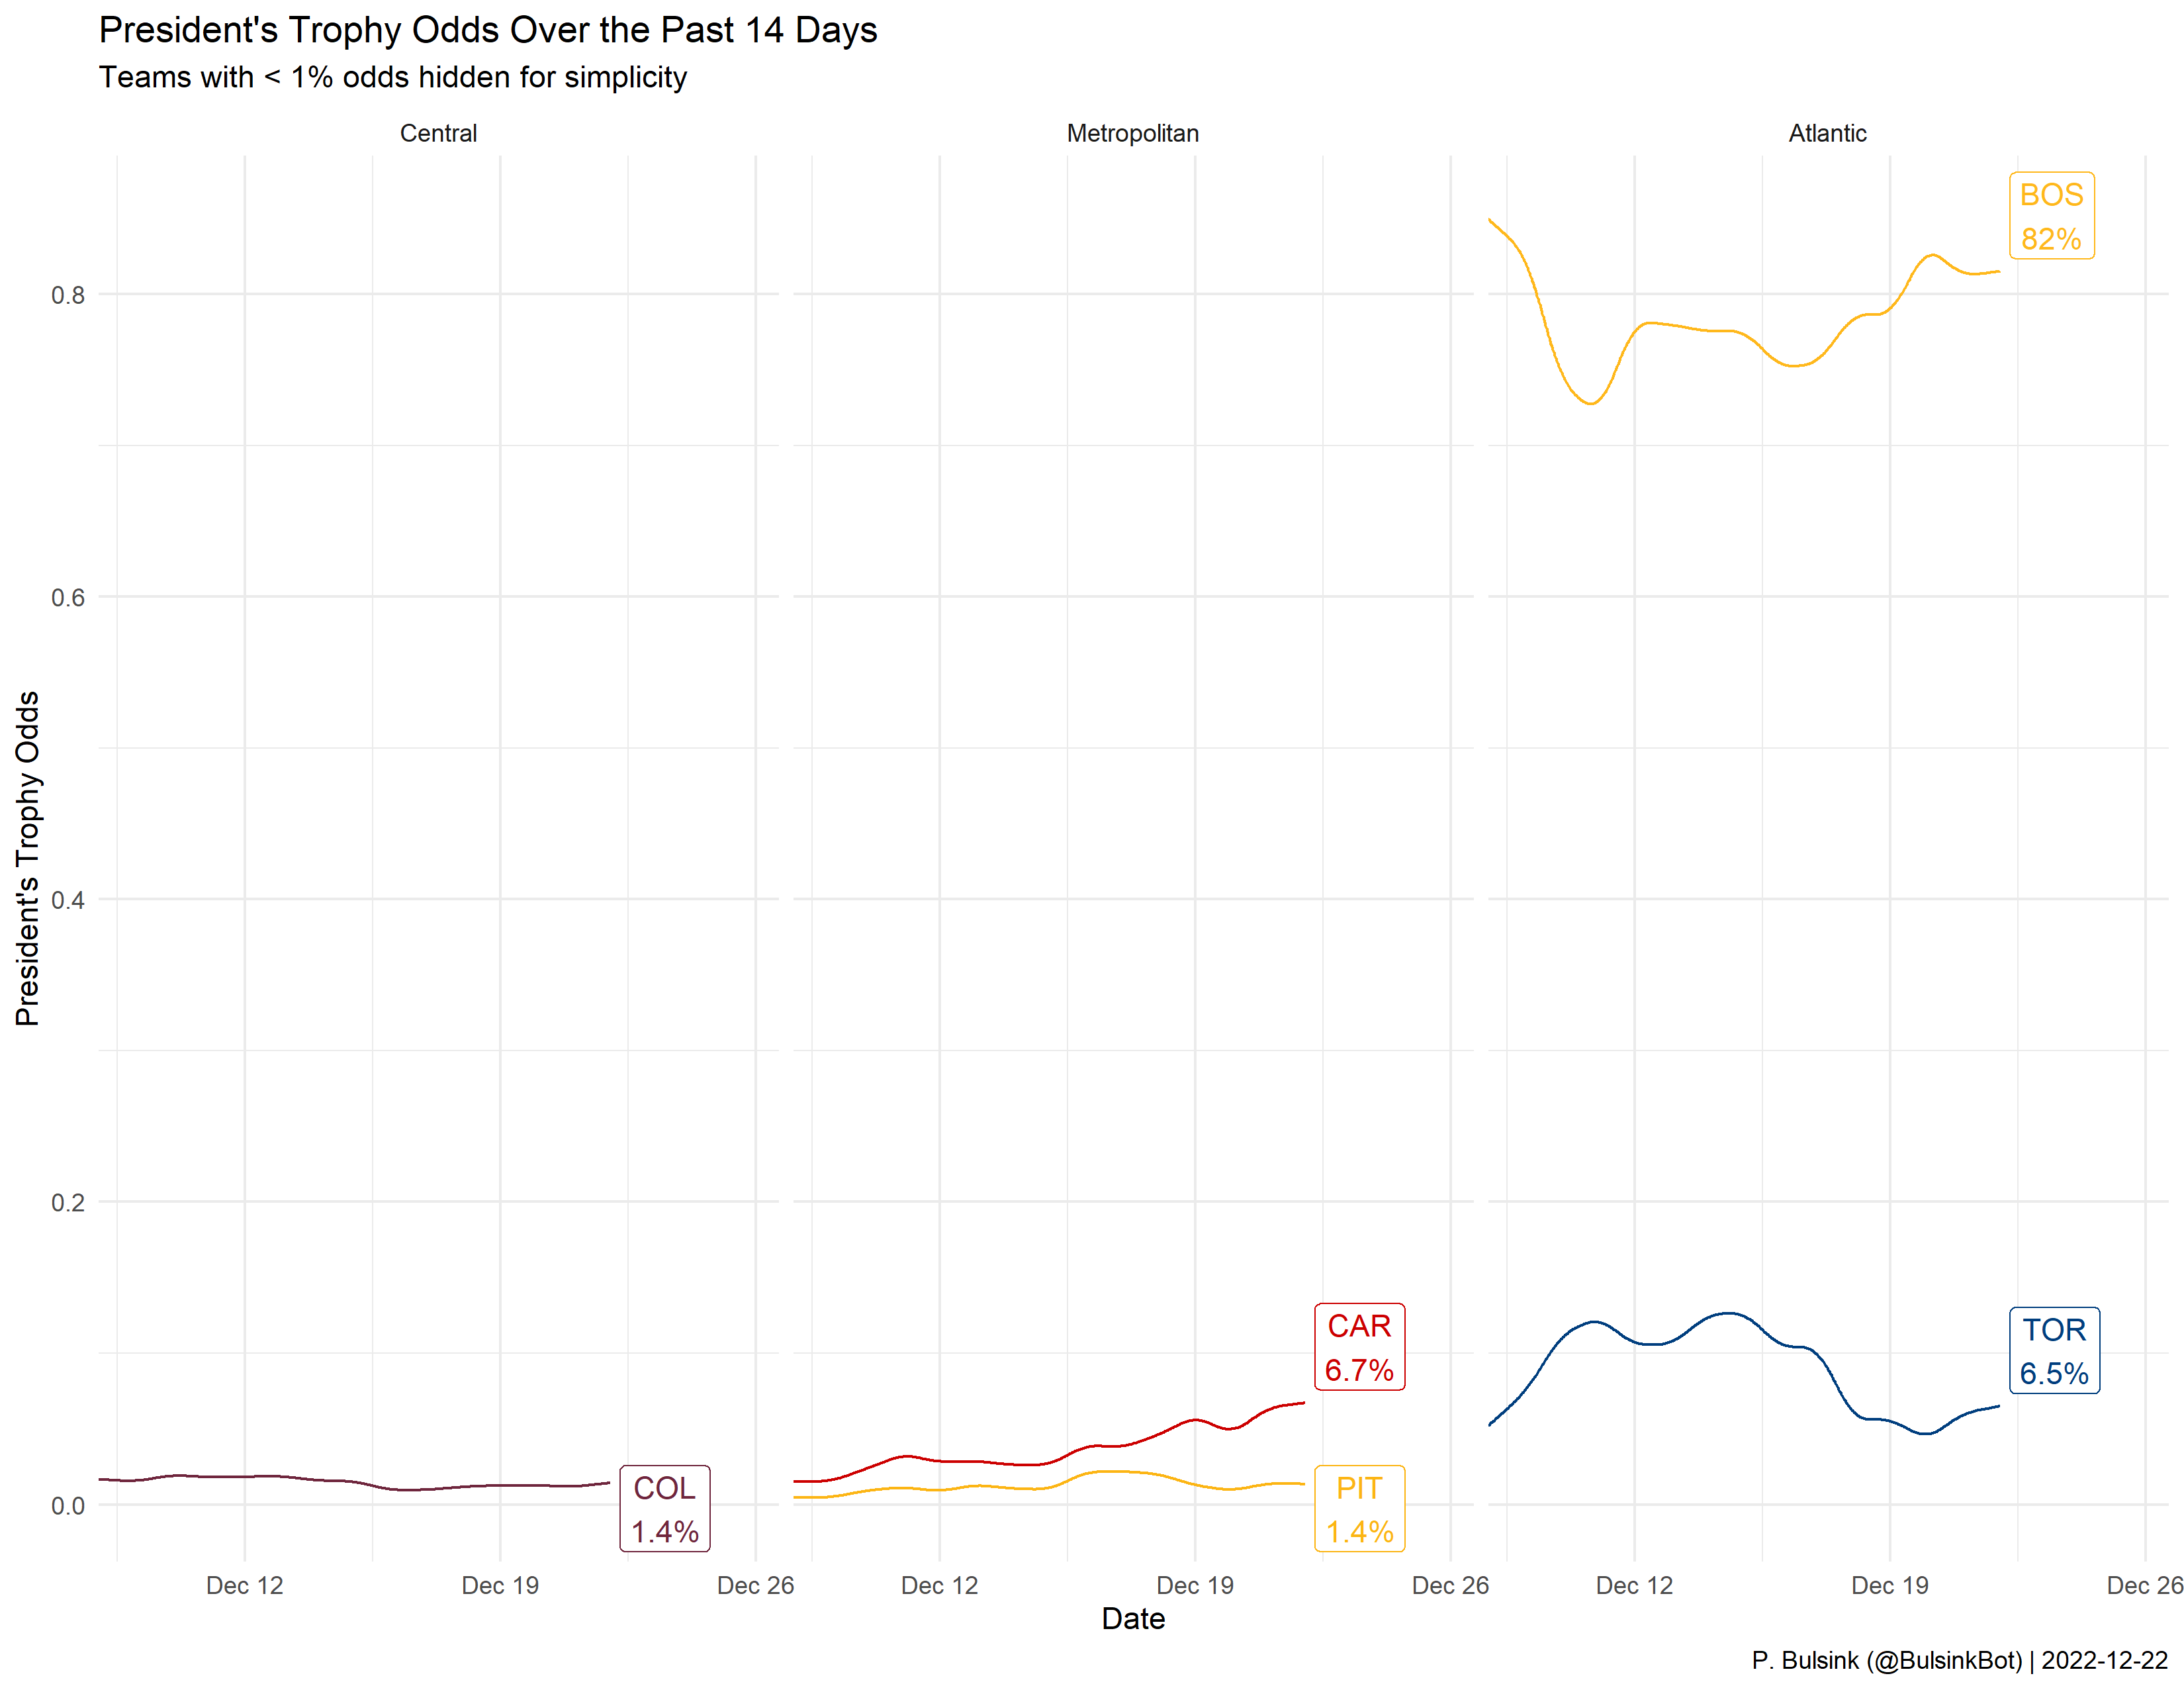 President's Trophy Odds Over the Past 14 Days
Teams with < 1% odds hidden for simplicity
Central
Metropolitan
Atlantic
President's Trophy Odds
0.8
0.6
0.4
0.2
0.0
COL
1.4%
CAR
6.7%
PIT
1.4%
BOS
82%
TOR
6.5%
Dec 12
Dec 19
Dec 26
Dec 12
Dec 19
Dec 26
Dec 12
Dec 19
Dec 26
Date
P. Bulsink (@BulsinkBot) | 2022-12-22